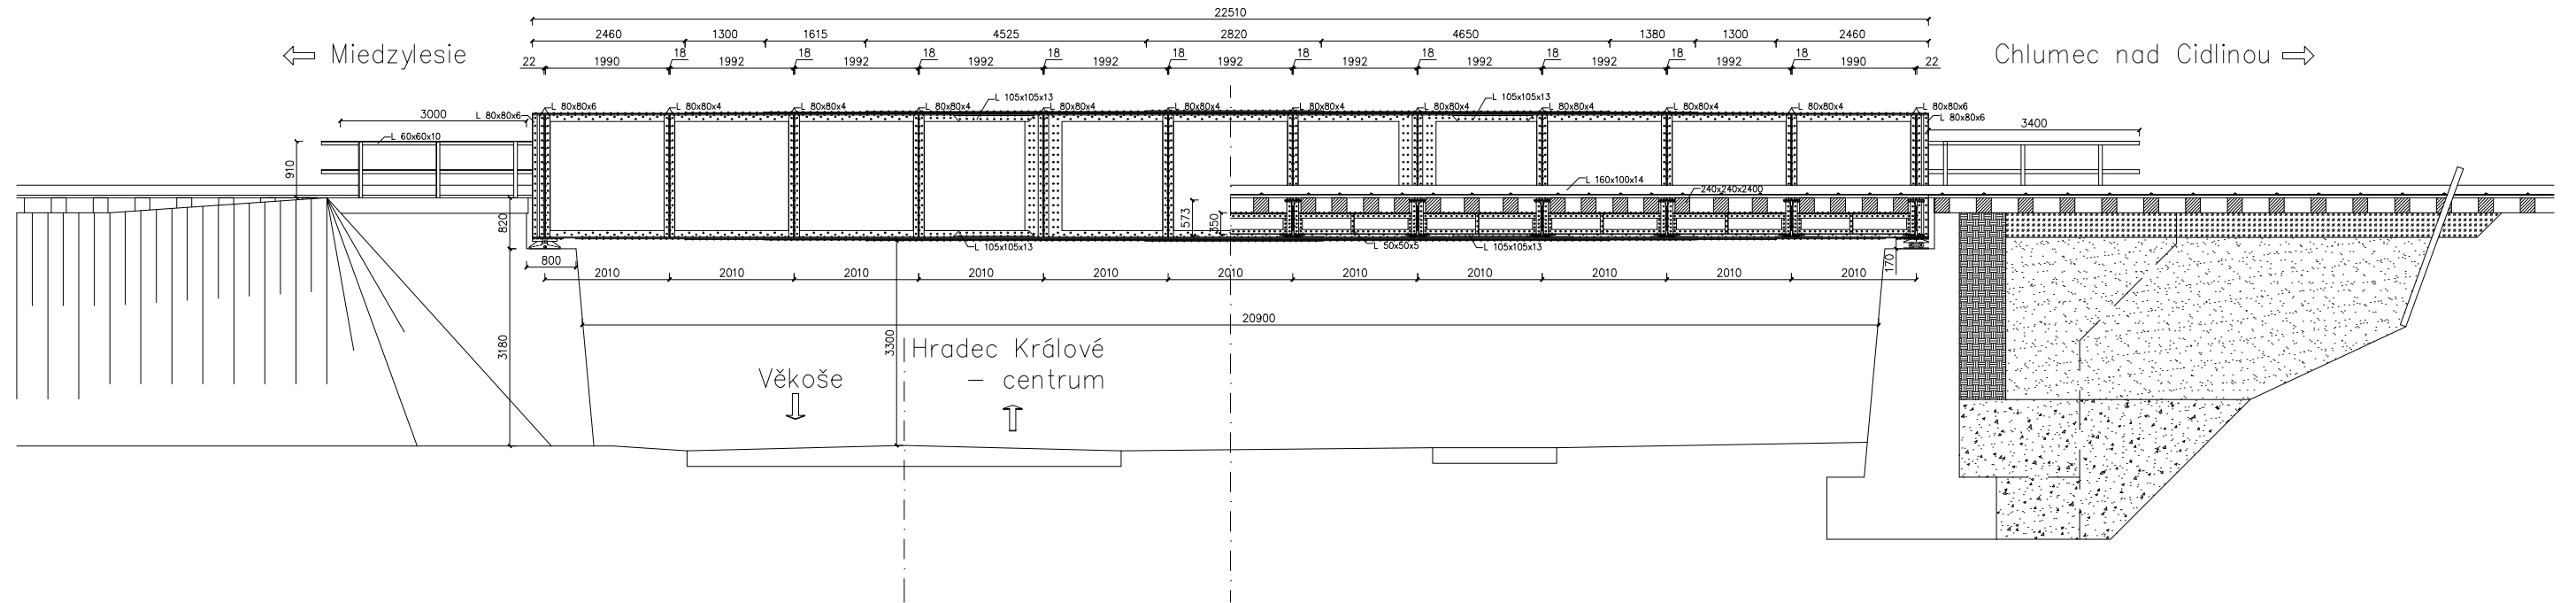 22510
2460 1300 1615 4525 2820 4650 1380 1300 2460
⇦ Miedzylesie
Chlumec nad Cidlinou ⇨
18 18 18 18 18 18 18 18 18 18
22 1990 1992 1992 1992 1992 1992 1992 1992 1992 1992 1990 22
L 80x80x6 L 80x80x4 L 80x80x4 L 80x80x4 L 80x80x4 L 80x80x4 L 80x80x4 L 80x80x4 L 80x80x4 L 80x80x4 L 80x80x4 L 80x80x6
L 105x105x13 L 105x105x13
3000
L 80x80x6
L 80x80x6
3400
L 60x60x10
910
L 160x100x14
240x240x2400
820
573
350
L 105x105x13
L 50x50x5
L 105x105x13
800
170
2010 2010 2010 2010 2010 2010 2010 2010 2010 2010 2010
20900
3180
3300
Hradec Králové
– centrum
Věkoše